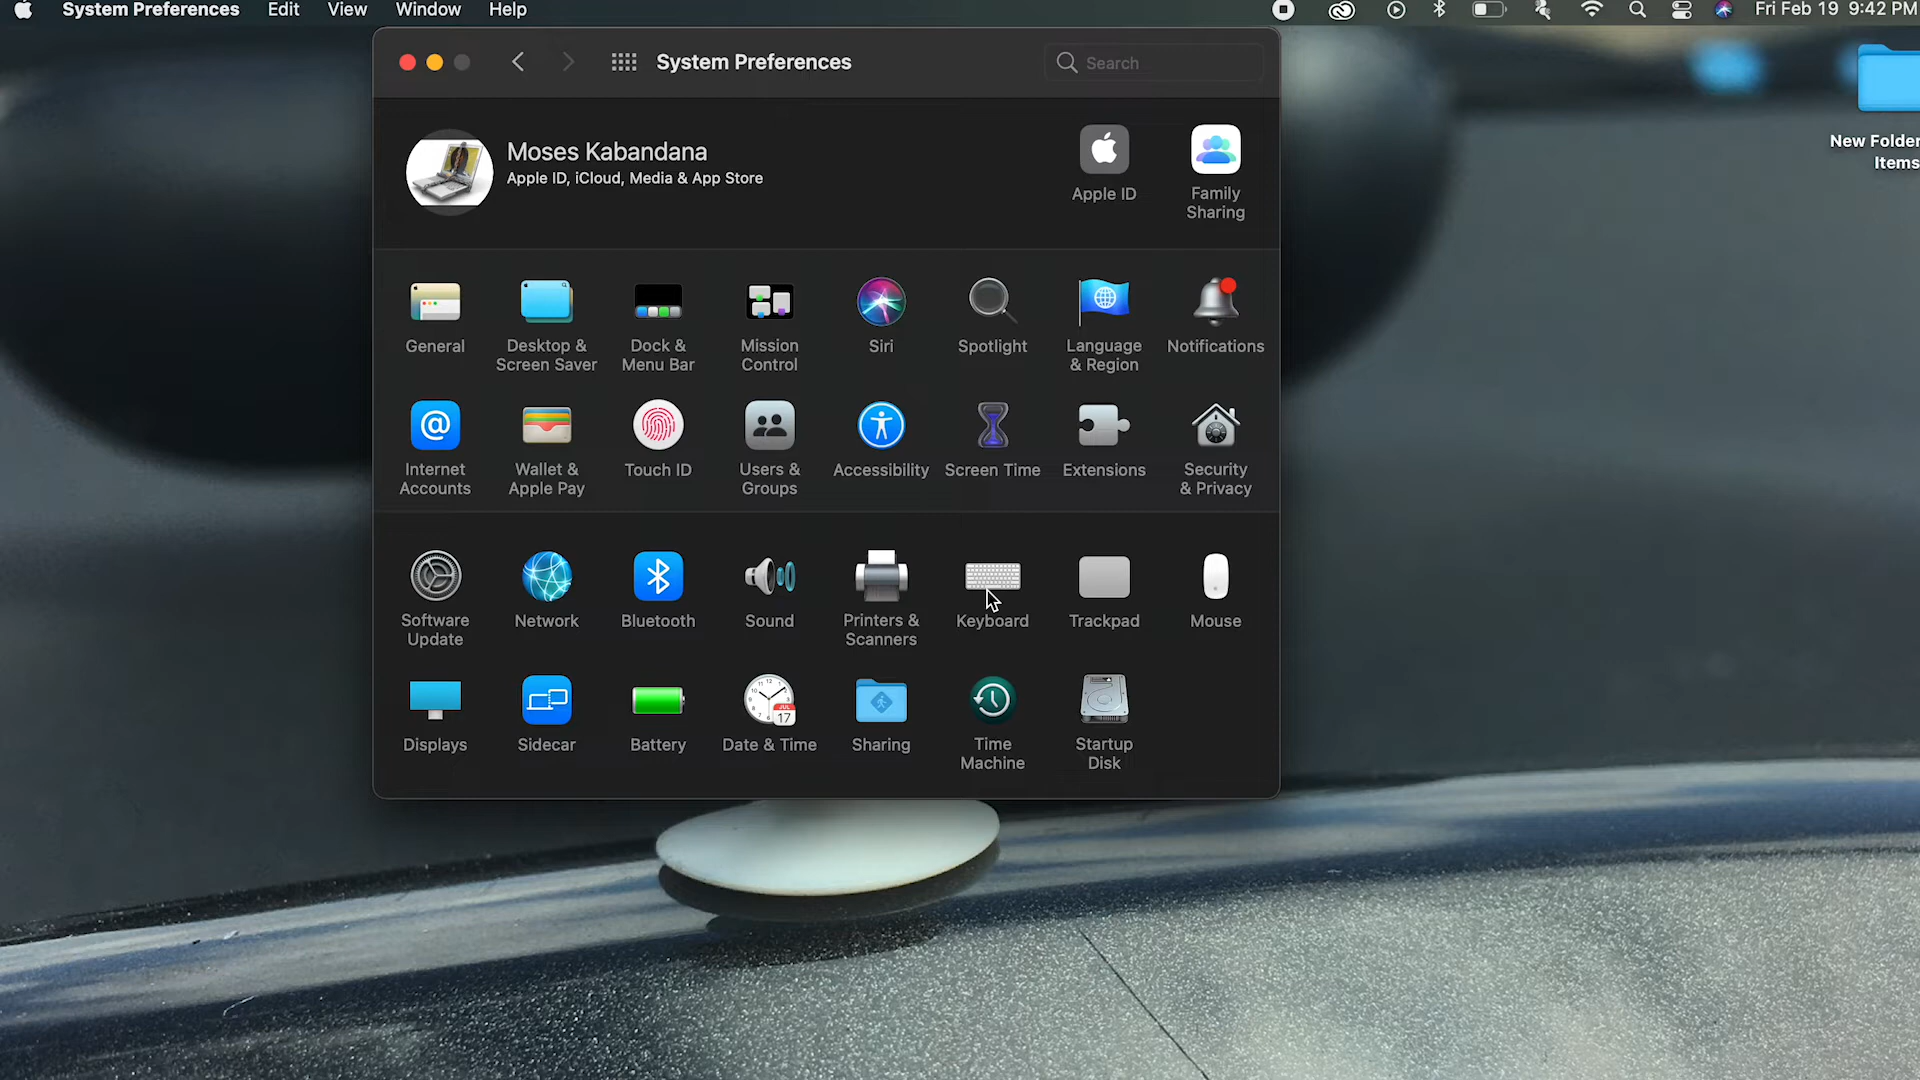 System Preferences Edit View Window Help
Fri Feb 19 9:42 PM
System Preferences
Search
Moses Kabandana
Apple ID, iCloud, Media & App Store
Apple ID
Family
Sharing
General
Desktop &
Screen Saver
Dock &
Menu Bar
Mission
Control
Siri
Spotlight
Language
& Region
Notifications
Internet
Accounts
Wallet &
Apple Pay
Touch ID
Users &
Groups
Accessibility
Screen Time
Extensions
Security
& Privacy
Software
Update
Network
Bluetooth
Sound
Printers &
Scanners
Keyboard
Trackpad
Mouse
Displays
Sidecar
Battery
JUL
17
Date & Time
Sharing
Time
Machine
Startup
Disk
New Folder
Items